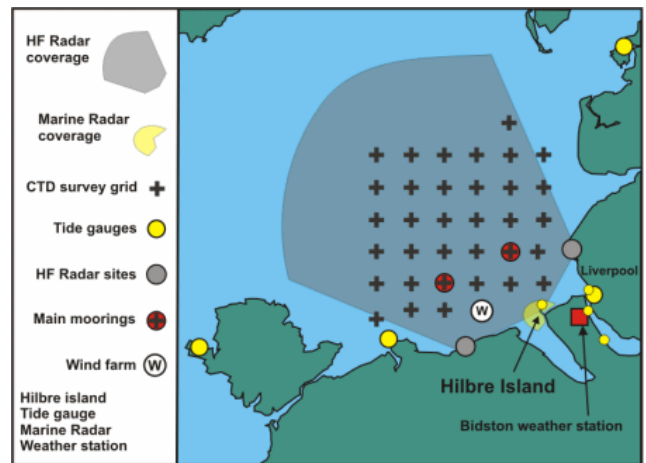 HF Radar
coverage
Marine Radar
coverage
CTD survey grid
Tide gauges
HF Radar sites
Main moorings
Wind farm
W
Hilbre island
Tide gauge
Marine Radar
Weather station
Liverpool
W
Hilbre Island
Bidston weather station